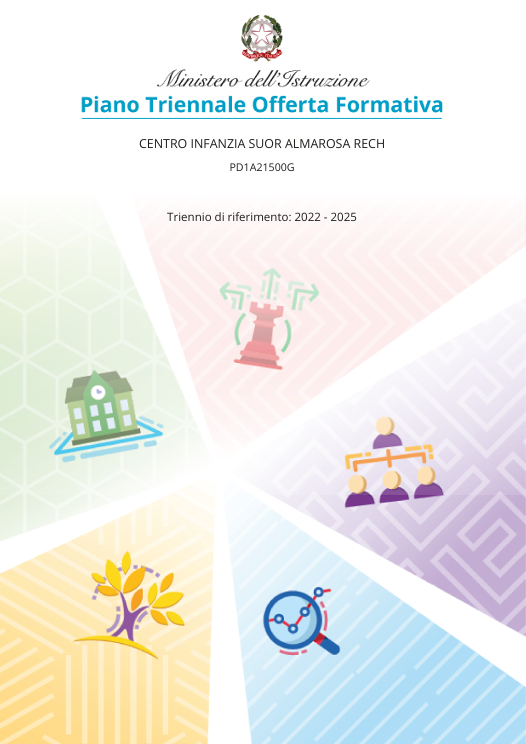 Ministero dell'Istruzione
Piano Triennale Offerta Formativa
CENTRO INFANZIA SUOR ALMAROSA RECH
PD1A21500G
Triennio di riferimento: 2022 - 2025